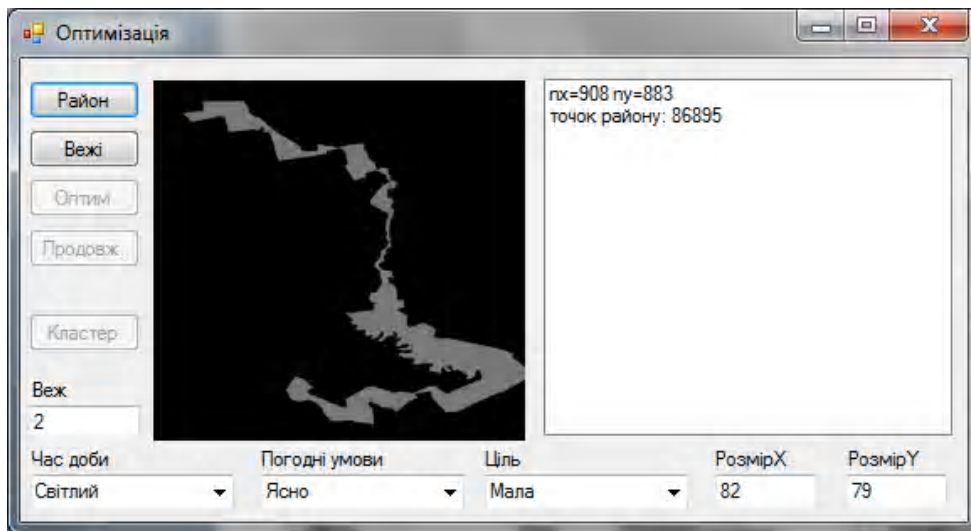 Оптимізація
Район
Вежі
Оптим
Продовж
Кластер
Веж
2
nx=908 ny=883
точок району: 86895
Час доби
Погодні умови
Ціль
РозмірX
РозмірY
Світлий
Ясно
Мала
82
79